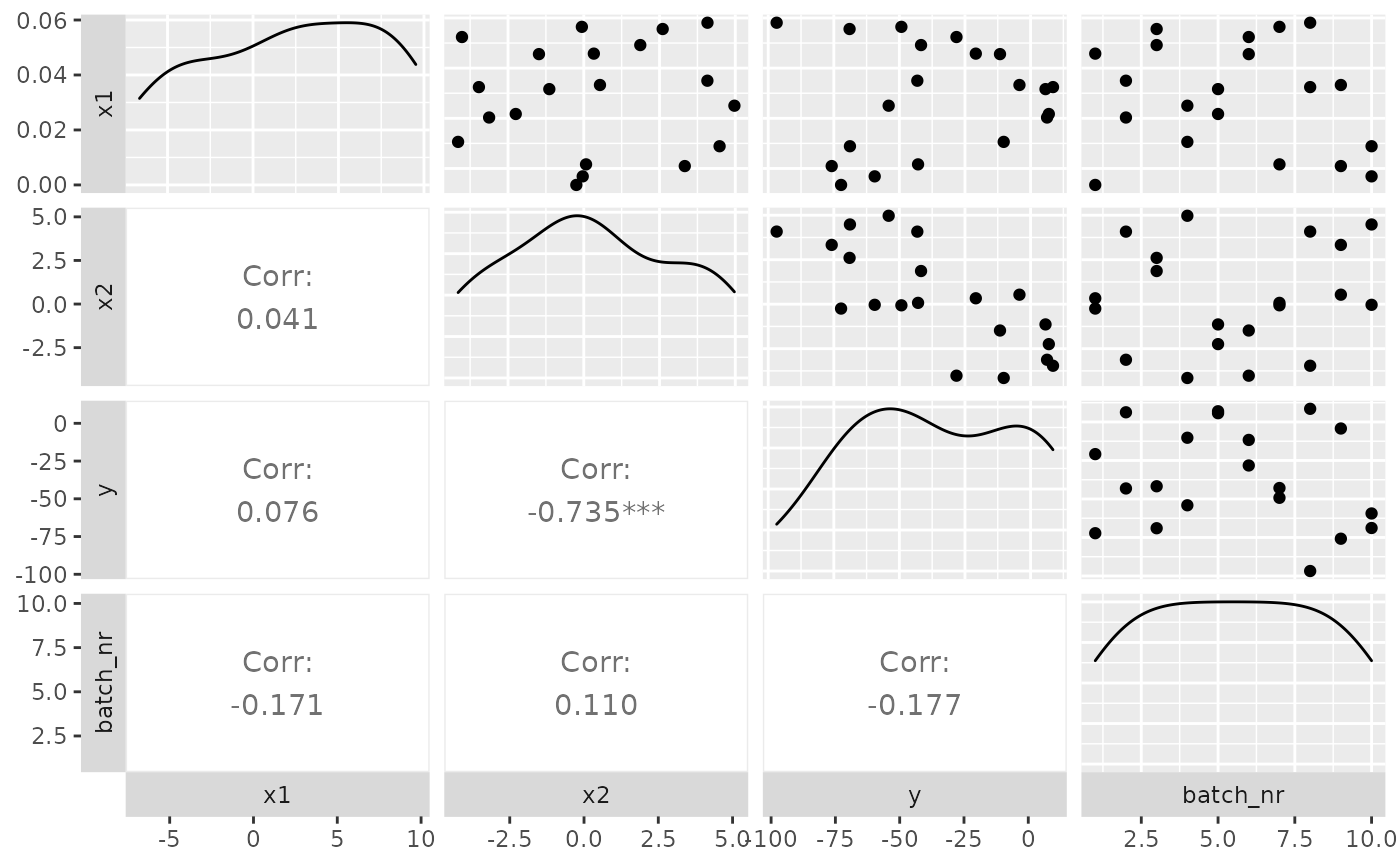 0.06
0.04
0.02
0.00
x1
5.0
2.5
0.0
-2.5
x2
Corr:
0.041
0
-25
-50
-75
-100
y
Corr:
0.076
Corr:
-0.735***
10.0
7.5
5.0
2.5
batch_nr
Corr:
-0.171
Corr:
0.110
Corr:
-0.177
x1 x2 y batch_nr
-5 0 5 10 -2.5 0.0 2.5 5.0 -100 -75 -50 -25 0 2.5 5.0 7.5 10.0